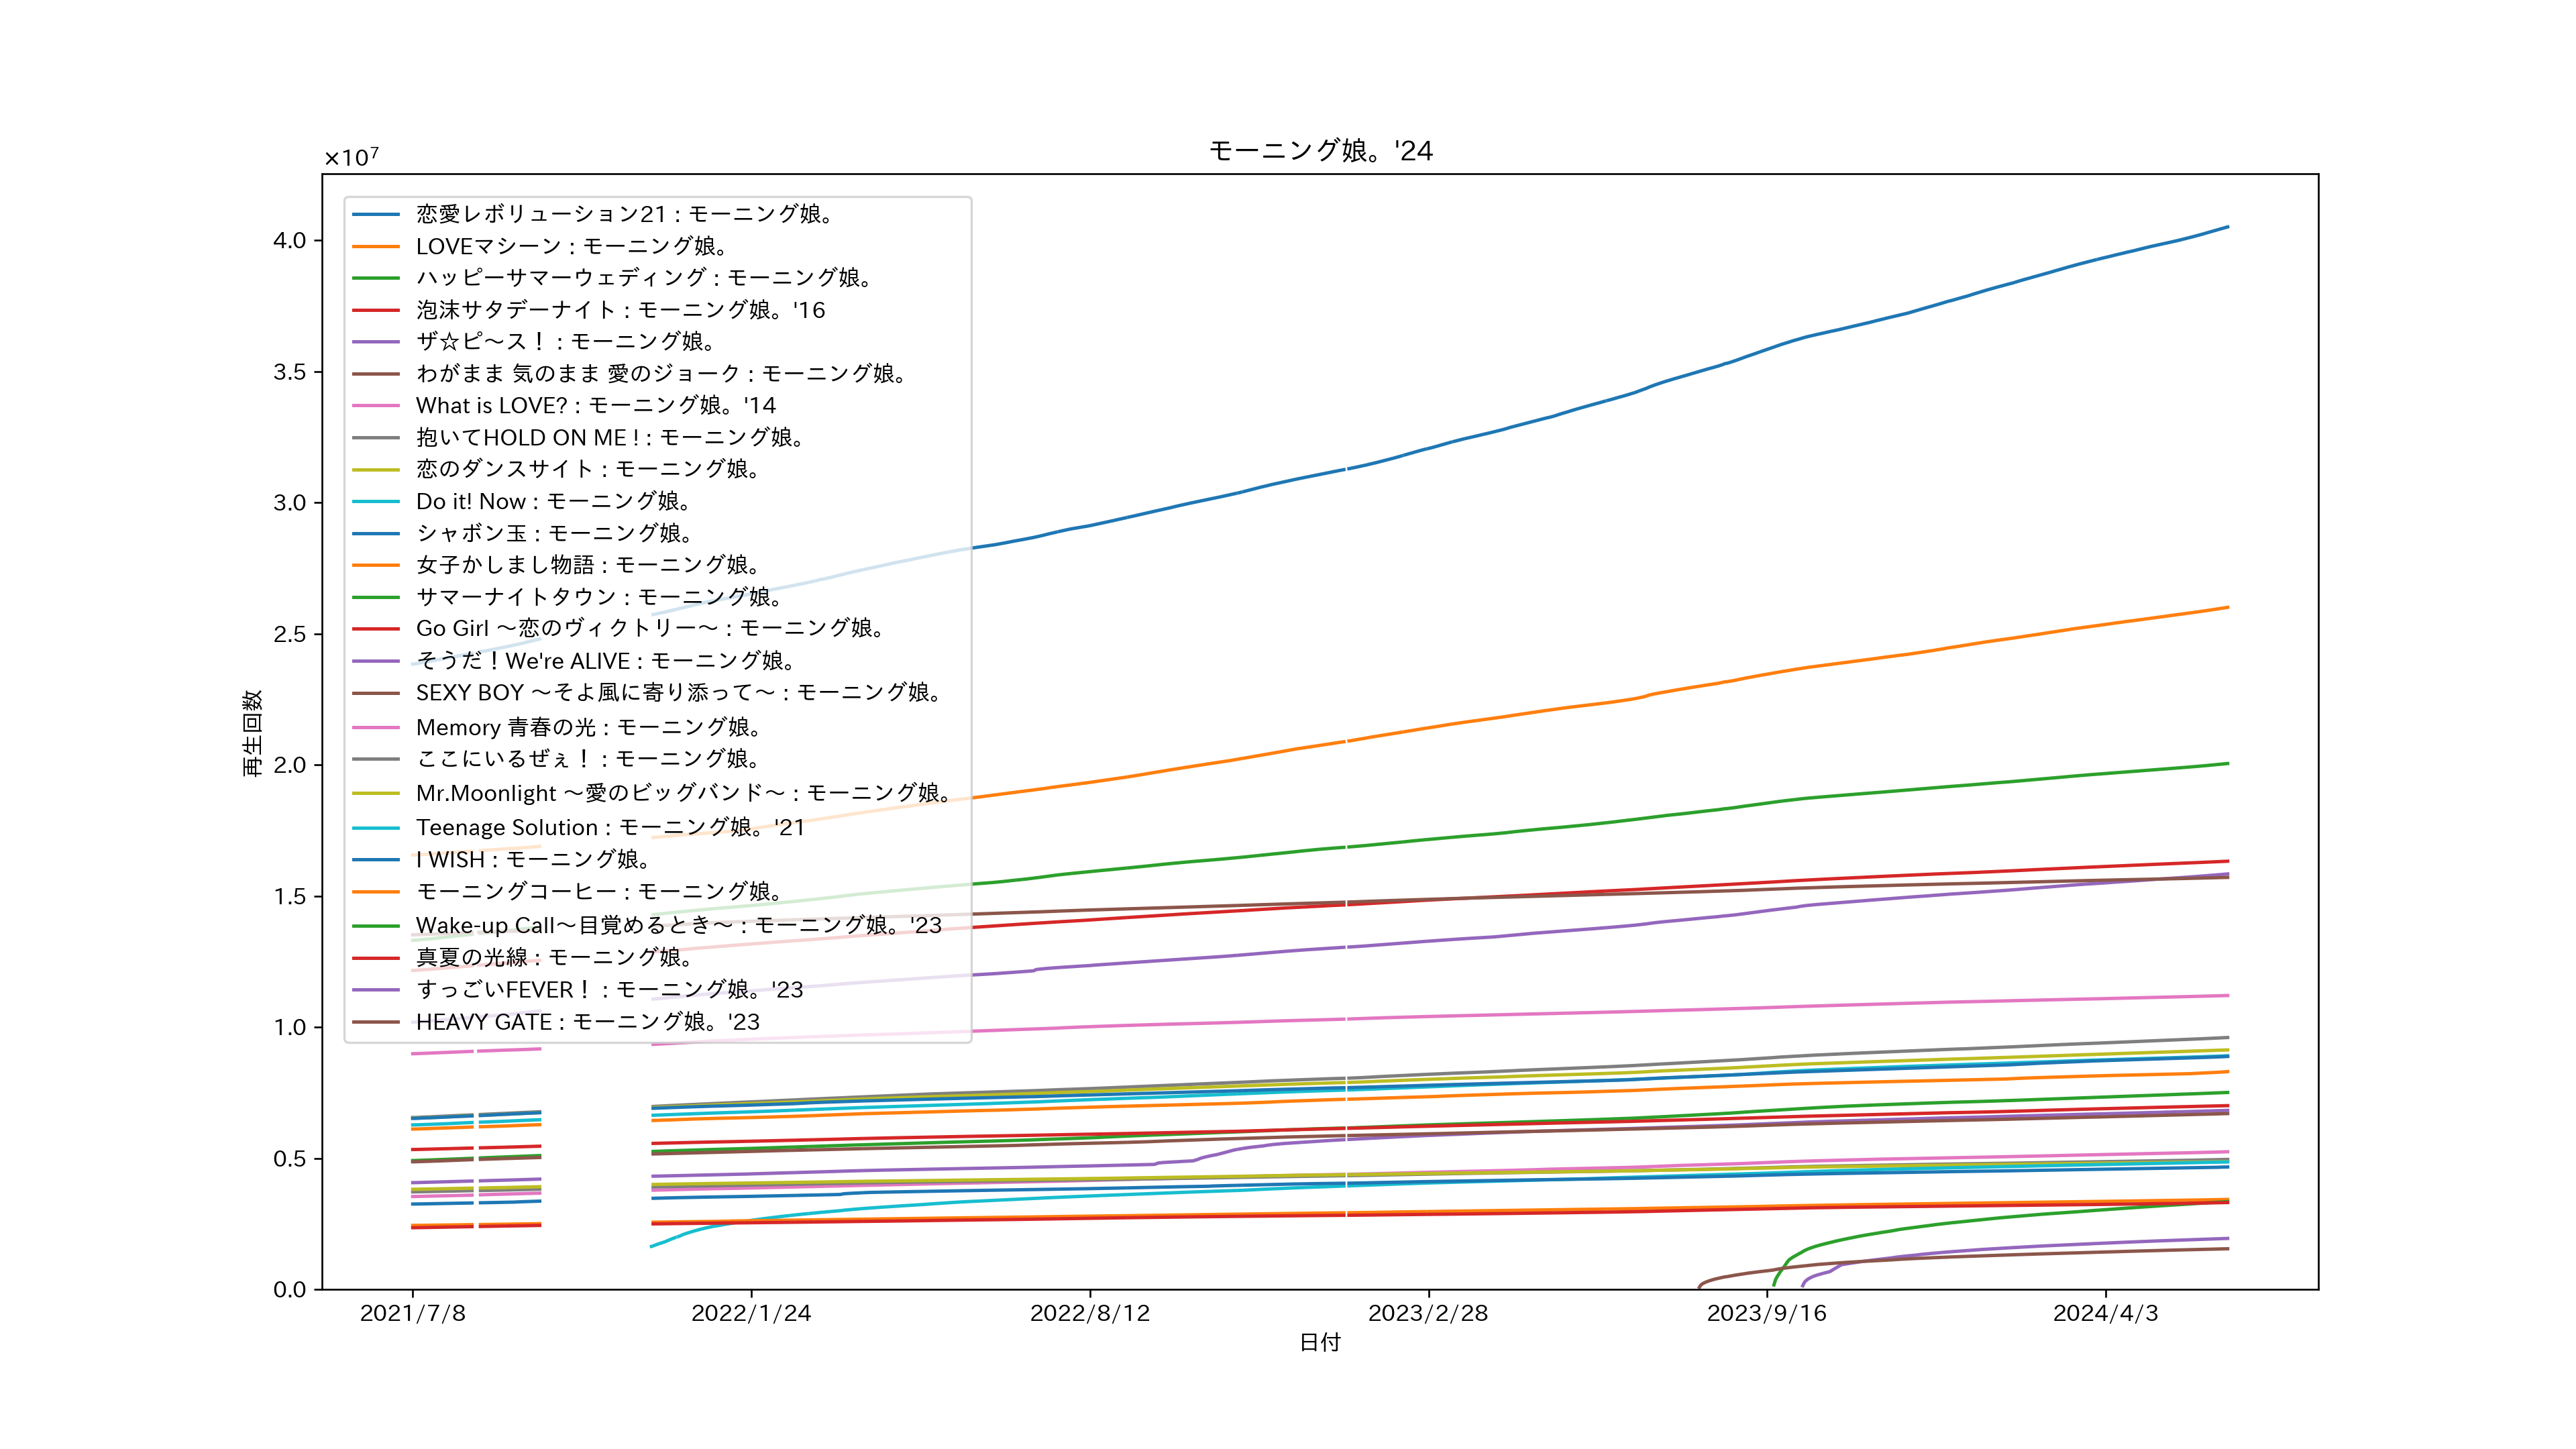 モーニング娘。'24
×10⁷
恋愛レボリューション21 : モーニング娘。
LOVEマシーン : モーニング娘。
ハッピーサマーウェディング : モーニング娘。
泡沫サタデーナイト : モーニング娘。'16
ザ☆ピ〜ス！ : モーニング娘。
わがまま 気のまま 愛のジョーク : モーニング娘。
What is LOVE? : モーニング娘。'14
抱いてHOLD ON ME ! : モーニング娘。
恋のダンスサイト : モーニング娘。
Do it! Now : モーニング娘。
シャボン玉 : モーニング娘。
女子かしまし物語 : モーニング娘。
サマーナイトタウン : モーニング娘。
Go Girl 〜恋のヴィクトリー〜 : モーニング娘。
そうだ！We're ALIVE : モーニング娘。
SEXY BOY 〜そよ風に寄り添って〜 : モーニング娘。
Memory 青春の光 : モーニング娘。
ここにいるぜぇ！ : モーニング娘。
Mr.Moonlight 〜愛のビッグバンド〜 : モーニング娘。
Teenage Solution : モーニング娘。'21
I WISH : モーニング娘。
モーニングコーヒー : モーニング娘。
Wake-up Call〜目覚めるとき〜 : モーニング娘。'23
真夏の光線 : モーニング娘。
すっごいFEVER！ : モーニング娘。'23
HEAVY GATE : モーニング娘。'23
4.0
3.5
3.0
2.5
2.0
1.5
1.0
0.5
0.0
再生回数
2021/7/8 2022/1/24 2022/8/12 2023/2/28 2023/9/16 2024/4/3
日付